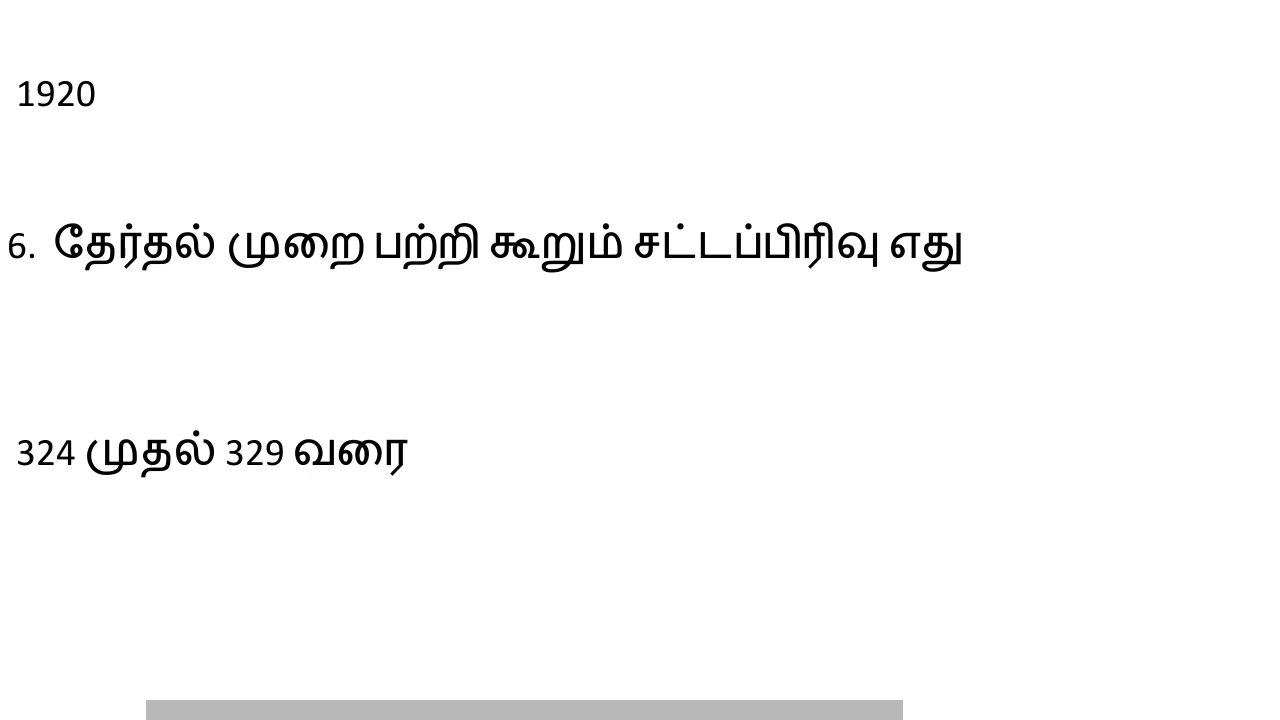 1920
6. தேர்தல் முறை பற்றி கூறும் சட்டப்பிரிவு எது
324 முதல் 329 வரை